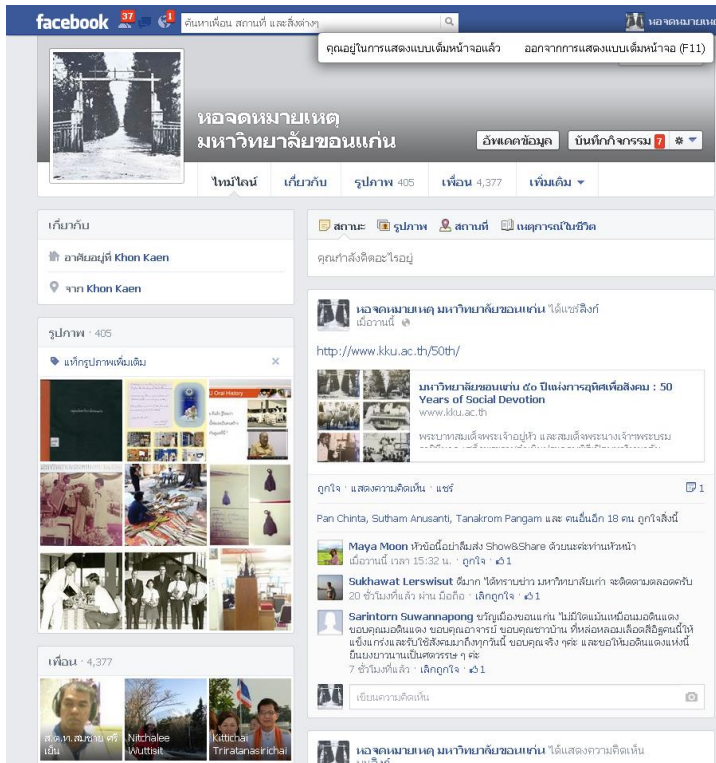 facebook 37 1 ค้นหาเพื่อน สถานที่ และสิ่งต่างๆ
คุณอยู่ในการแสดงแบบเต็มหน้าจอแล้ว ออกจากการแสดงแบบเต็มหน้าจอ (F11)
หอจดหมายเหตุ
มหาวิทยาลัยขอนแก่น
อัพเดตข้อมูล บันทึกกิจกรรม 7
ไทม์ไลน์ เกี่ยวกับ รูปภาพ 405 เพื่อน 4,377 เพิ่มเติม
เกี่ยวกับ
อาศัยอยู่ที่ Khon Kaen
จาก Khon Kaen
รูปภาพ · 405
แท็กรูปภาพเพิ่มเติม
Oral History
เพื่อน · 4,377
ส.ต.ท.สมชาย ศรี
เย็น
Nitchalee
Wuttisit
Kittichai
Triratanasirichai
สถานะ รูปภาพ สถานที่ เหตุการณ์ในชีวิต
คุณกำลังคิดอะไรอยู่
หอจดหมายเหตุ มหาวิทยาลัยขอนแก่น ได้แชร์ลิงก์
เมื่อวานนี้
http://www.kku.ac.th/50th/
มหาวิทยาลัยขอนแก่น ๕๐ ปีแห่งการอุทิศเพื่อสังคม : 50
Years of Social Devotion
www.kku.ac.th
พระบาทสมเด็จพระเจ้าอยู่หัว และสมเด็จพระนางเจ้าฯพระบรม
ถูกใจ · แสดงความคิดเห็น · แชร์ 1
Pan Chinta, Sutham Anusanti, Tanakrom Pangam และ คนอื่นอีก 18 คน ถูกใจสิ่งนี้
Maya Moon หัวข้อนี้อย่าลืมส่ง Show&Share ด้วยนะค่ะท่านหัวหน้า
เมื่อวานนี้ เวลา 15:32 น. · ถูกใจ · 1
Sukhawat Lerswisut ดีมาก ได้ทราบข่าว มหาวิทยาลัยเก่า จะติดตามตลอดครับ
20 ชั่วโมงที่แล้ว ผ่าน มือถือ · เลิกถูกใจ · 1
Sarintorn Suwannapong ขวัญเมืองขอนแก่น ไม่มีใดแม้นเหมือนมอดินแดง
ขอบคุณมอดินแดง ขอบคุณอาจารย์ ขอบคุณชาวบ้าน ที่หล่อหลอมเลือดสีอิฐคนนี้ให้
แข็งแกร่งและรับใช้สังคมมาถึงทุกวันนี้ ขอบคุณจริง ๆค่ะ และขอให้มอดินแดงแห่งนี้
ยืนยงยาวนานเป็นศตวรรษ ๆ ค่ะ
7 ชั่วโมงที่แล้ว · เลิกถูกใจ · 1
เขียนความคิดเห็น
หอจดหมายเหตุ มหาวิทยาลัยขอนแก่น ได้แสดงความคิดเห็น